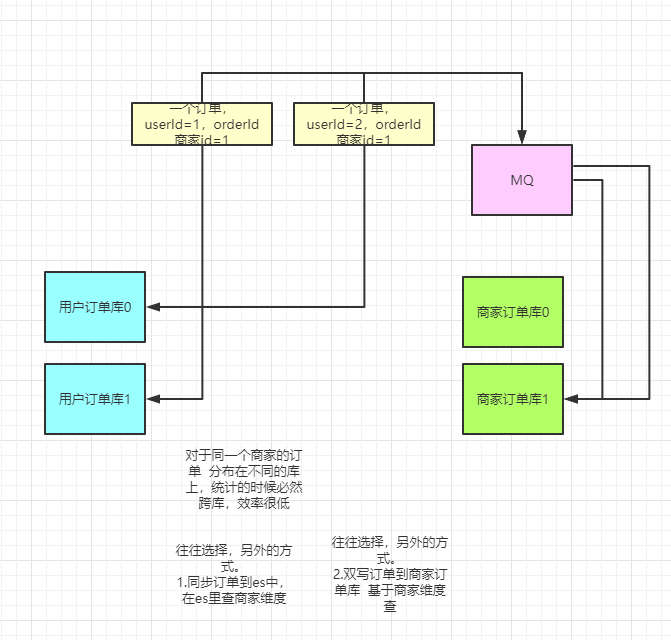 一个订单，
userId=1，orderId
商家id=1
一个订单，
userId=2，orderId
商家id=1
MQ
用户订单库0
商家订单库0
用户订单库1
商家订单库1
对于同一个商家的订
单  分布在不同的库
上，统计的时候必然
跨库，效率很低
往往选择，另外的方
式。
1.同步订单到es中，
在es里查商家维度
往往选择，另外的方
式。
2.双写订单到商家订
单库  基于商家维度
查